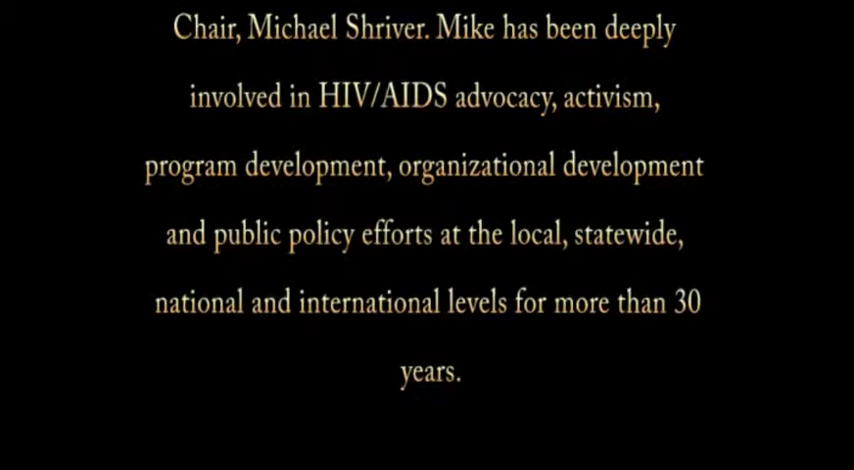 Chair, Michael Shriver. Mike has been deeply
involved in HIV/AIDS advocacy, activism,
program development, organizational development
and public policy efforts at the local, statewide,
national and international levels for more than 30
years.